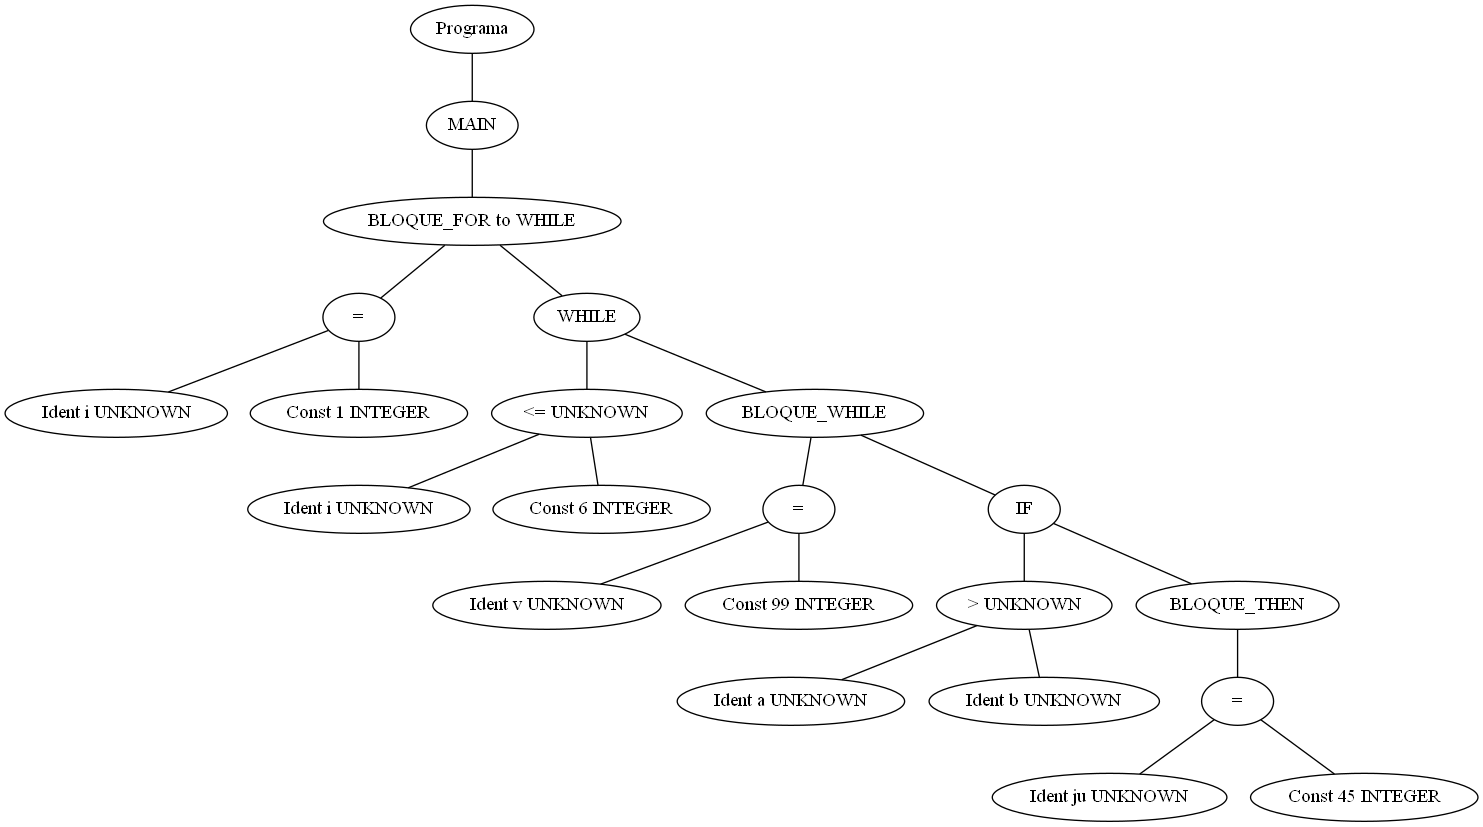 Programa
MAIN
BLOQUE_FOR to WHILE
=
WHILE
Ident i UNKNOWN
Const 1 INTEGER
<= UNKNOWN
BLOQUE_WHILE
Ident i UNKNOWN
Const 6 INTEGER
=
IF
Ident v UNKNOWN
Const 99 INTEGER
> UNKNOWN
BLOQUE_THEN
Ident a UNKNOWN
Ident b UNKNOWN
=
Ident ju UNKNOWN
Const 45 INTEGER